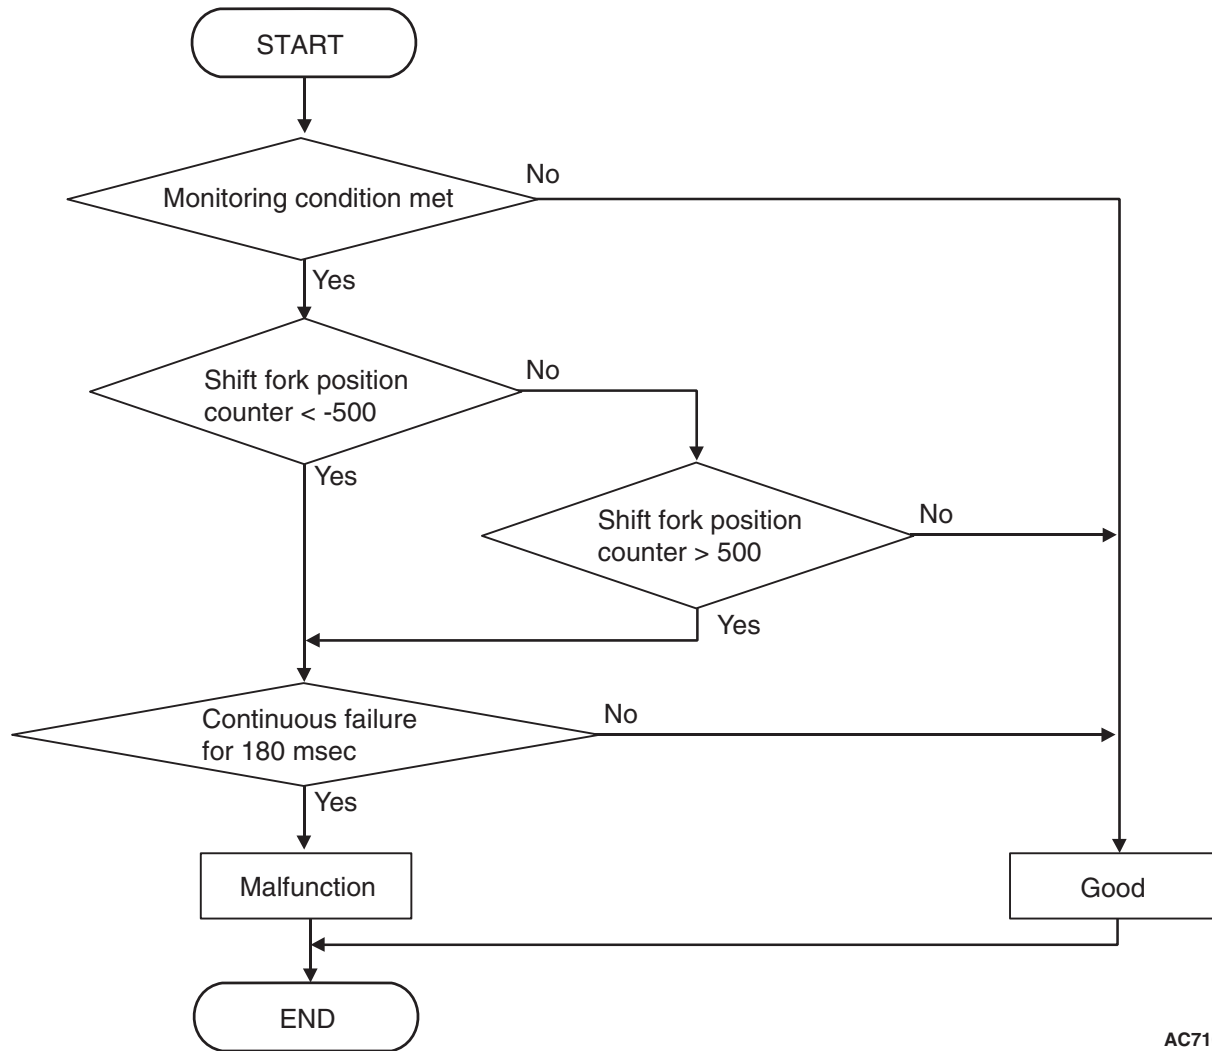 START
Monitoring condition met
No
Yes
Shift fork position
counter < -500
No
Yes
Shift fork position
counter > 500
No
Yes
Continuous failure
for 180 msec
No
Yes
Malfunction
Good
END
AC71